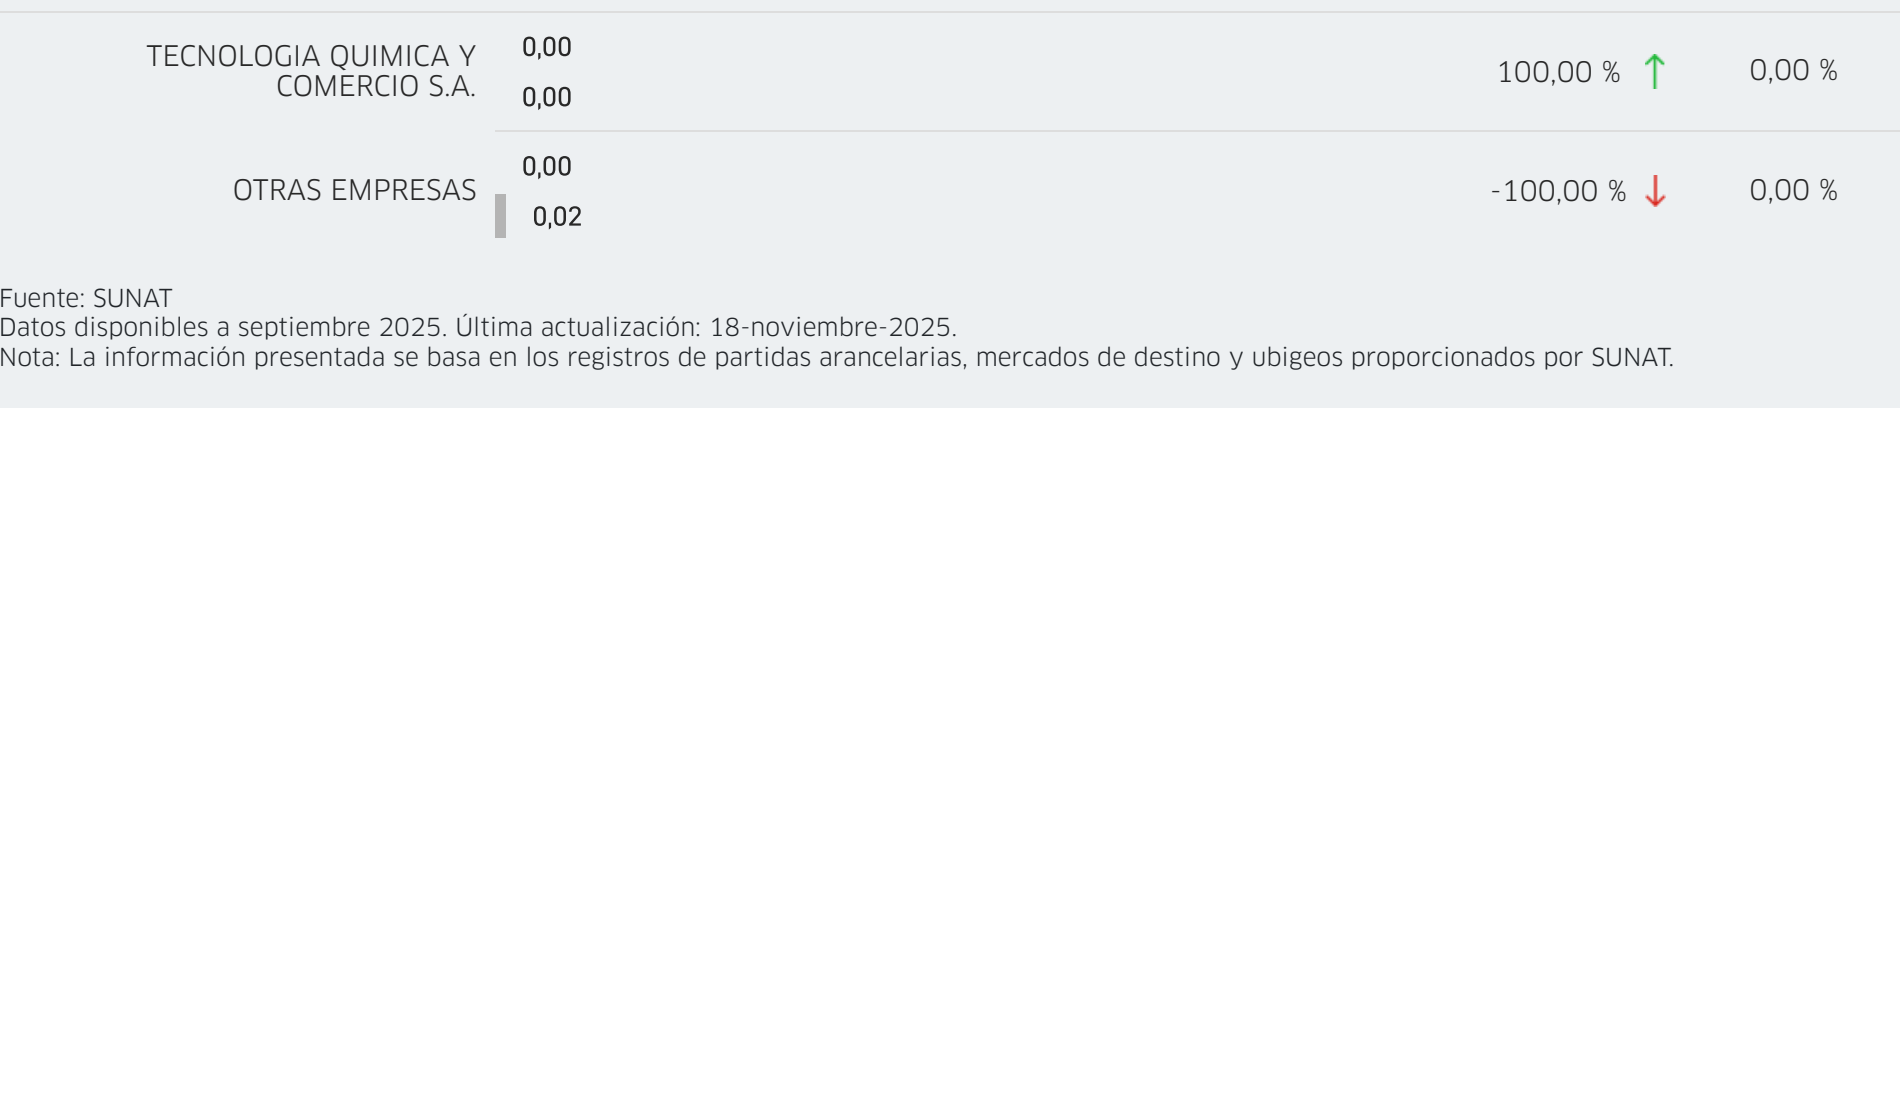 TECNOLOGIA QUIMICA Y
COMERCIO S.A.
0,00
0,00
100,00 %
0,00 %
OTRAS EMPRESAS
0,00
0,02
-100,00 %
0,00 %
Fuente: SUNAT
Datos disponibles a septiembre 2025. Última actualización: 18-noviembre-2025.
Nota: La información presentada se basa en los registros de partidas arancelarias, mercados de destino y ubigeos proporcionados por SUNAT.